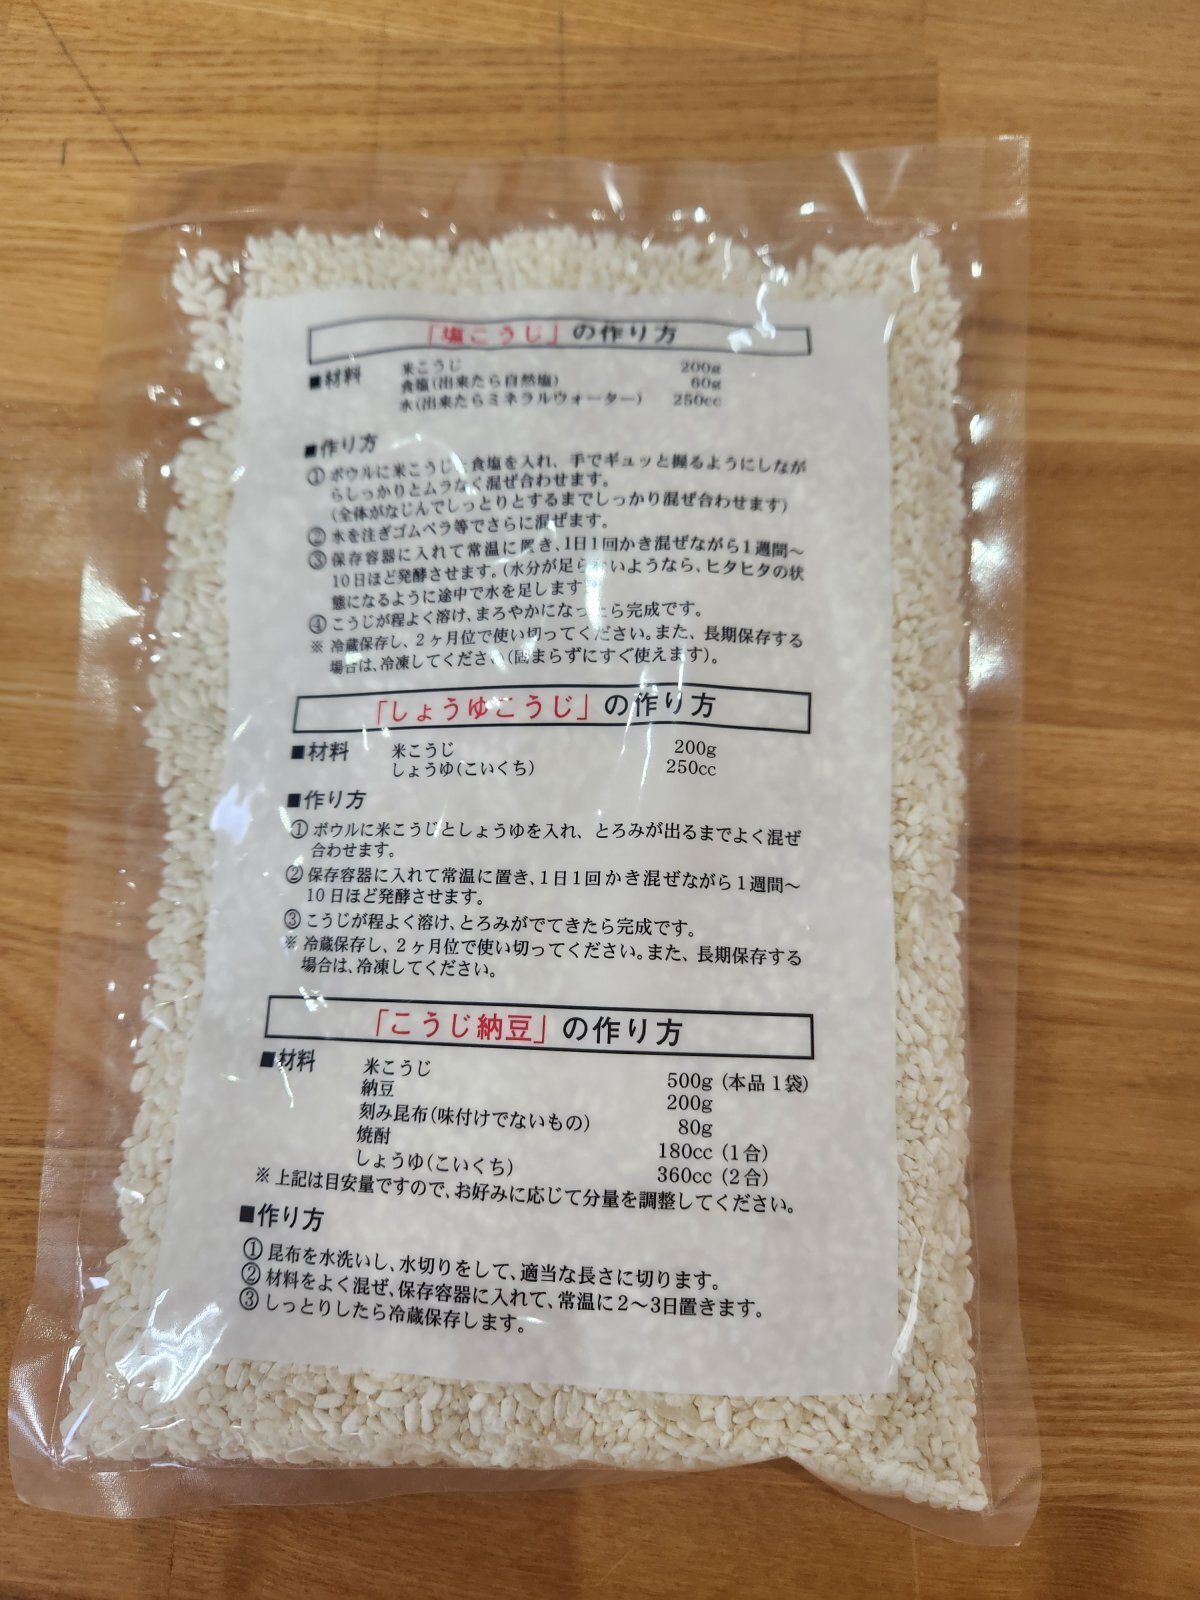 「塩こうじ」の作り方
■材料 米こうじ 200g
食塩(出来たら自然塩) 60g
水(出来たらミネラルウォーター) 250cc
■作り方
① ボウルに米こうじと食塩を入れ、手でギュッと握るようにしなが
らしっかりとムラなく混ぜ合わせます。
(全体がなじんでしっとりとするまでしっかり混ぜ合わせます)
② 水を注ぎゴムベラ等でさらに混ぜます。
③ 保存容器に入れて常温に置き、1日1回かき混ぜながら1週間〜
10日ほど発酵させます。(水分が足らないようなら、ヒタヒタの状
態になるように途中で水を足します
④ こうじが程よく溶け、まろやかになったら完成です。
※ 冷蔵保存し、2ヶ月位で使い切ってください。また、長期保存する
場合は、冷凍してください(固まらずにすぐ使えます)。
「しょうゆこうじ」の作り方
■材料 米こうじ 200g
しょうゆ(こいくち) 250cc
■作り方
① ボウルに米こうじとしょうゆを入れ、とろみが出るまでよく混ぜ
合わせます。
② 保存容器に入れて常温に置き、1日1回かき混ぜながら1週間〜
10日ほど発酵させます。
③ こうじが程よく溶け、とろみがでてきたら完成です。
※ 冷蔵保存し、2ヶ月位で使い切ってください。また、長期保存する
場合は、冷凍してください。
「こうじ納豆」の作り方
■材料 米こうじ 500g (本品1袋)
納豆 200g
刻み昆布(味付けでないもの) 80g
焼酎 180cc (1合)
しょうゆ(こいくち) 360cc (2合)
※ 上記は目安量ですので、お好みに応じて分量を調整してください。
■作り方
① 昆布を水洗いし、水切りをして、適当な長さに切ります。
② 材料をよく混ぜ、保存容器に入れて、常温に2〜3日置きます。
③ しっとりしたら冷蔵保存します。